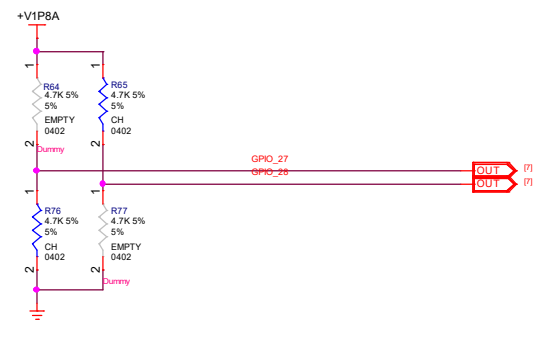 +V1P8A
1
1
R64
4.7K 5%
5%
EMPTY
0402
2
Dummy
R65
4.7K 5%
5%
CH
0402
2
GPIO_27
OUT
[7]
GPIO_28
OUT
[7]
1
1
R76
4.7K 5%
5%
CH
0402
2
R77
4.7K 5%
5%
EMPTY
0402
2
Dummy